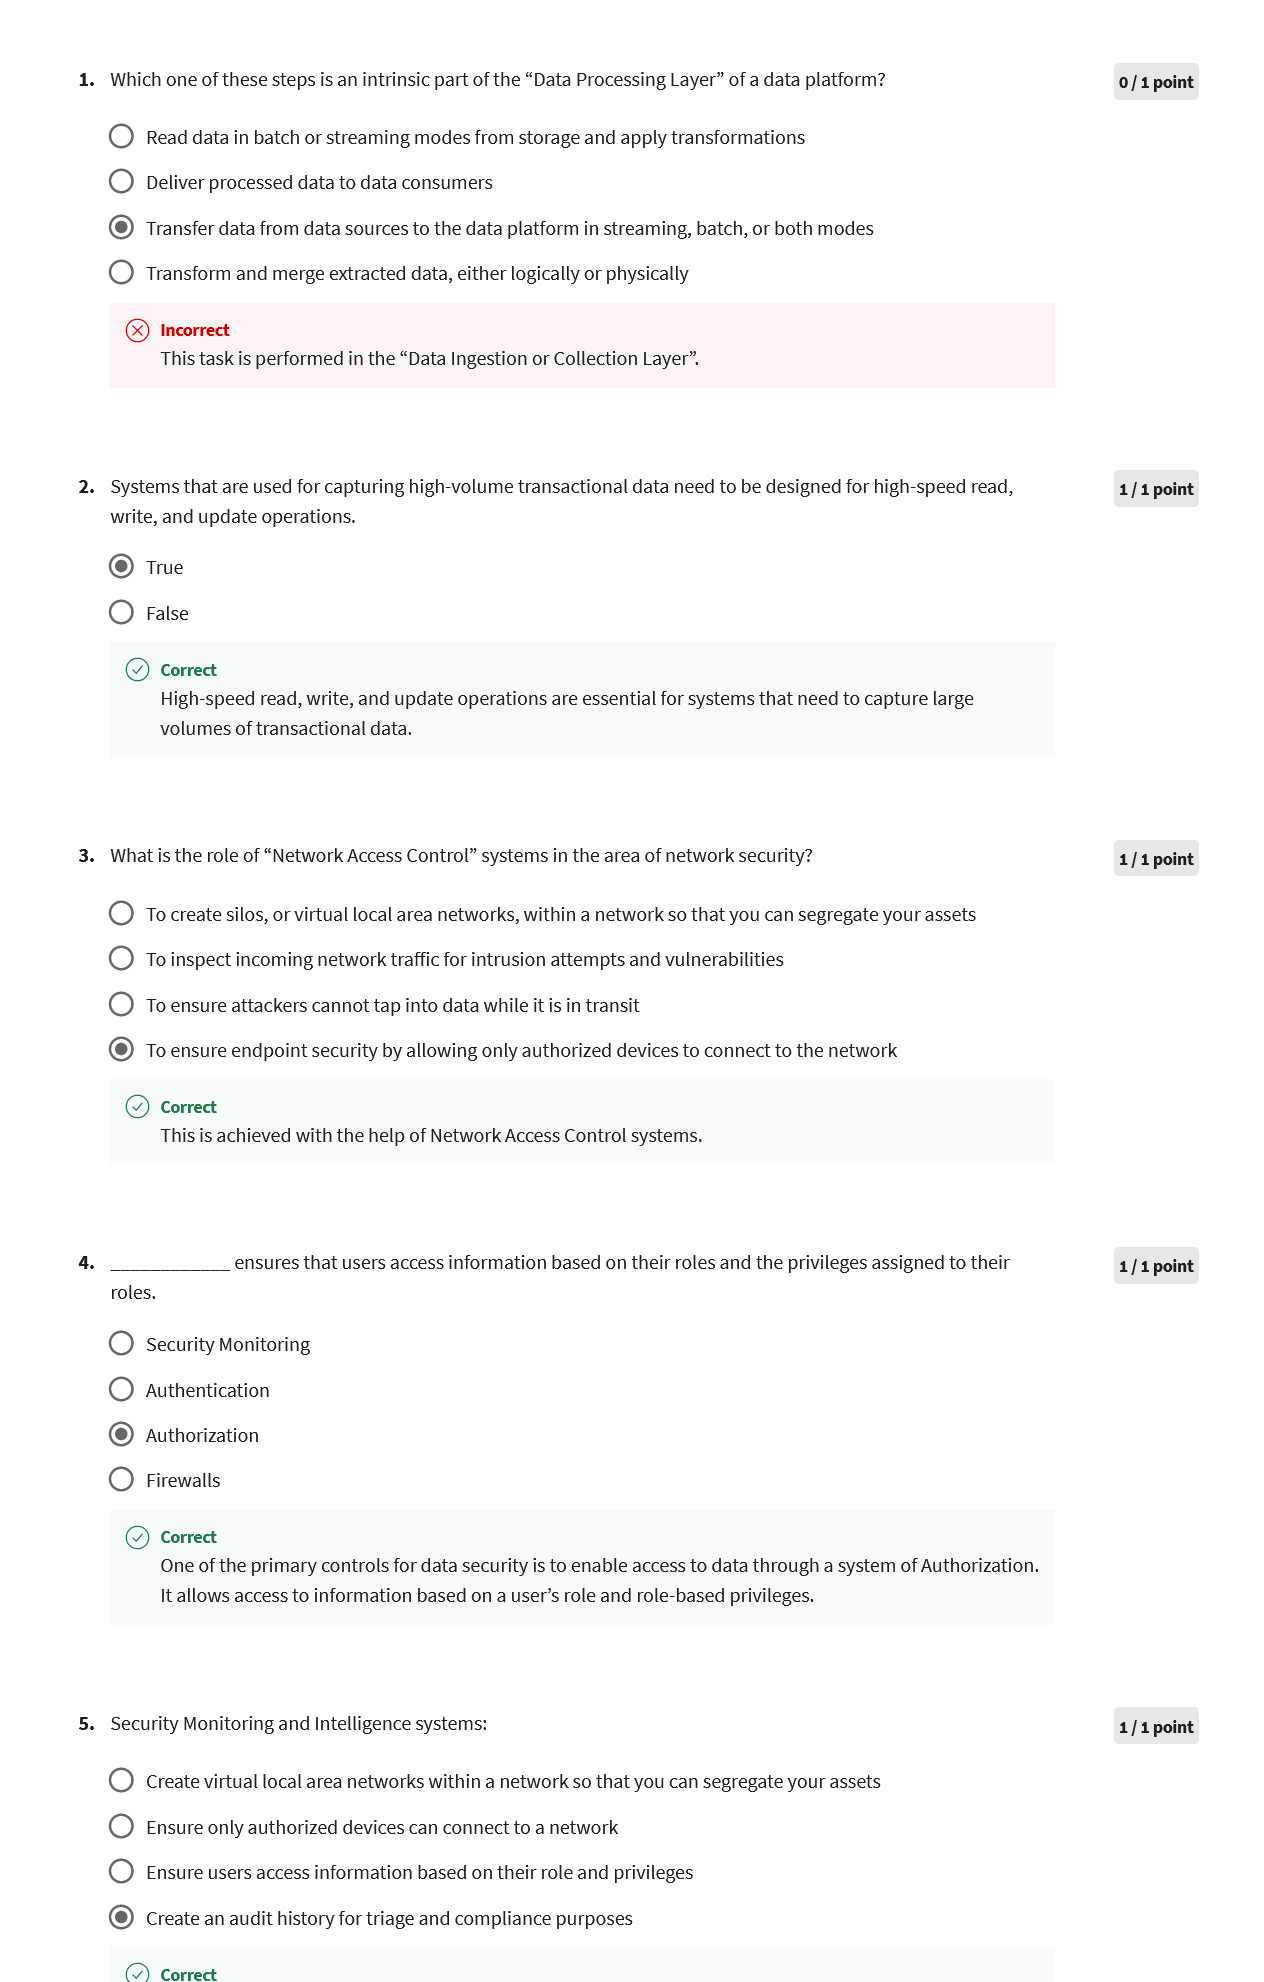 1. Which one of these steps is an intrinsic part of the “Data Processing Layer” of a data platform?
0 / 1 point
Read data in batch or streaming modes from storage and apply transformations
Deliver processed data to data consumers
Transfer data from data sources to the data platform in streaming, batch, or both modes
Transform and merge extracted data, either logically or physically
Incorrect
This task is performed in the “Data Ingestion or Collection Layer”.
2. Systems that are used for capturing high-volume transactional data need to be designed for high-speed read,
write, and update operations.
1 / 1 point
True
False
Correct
High-speed read, write, and update operations are essential for systems that need to capture large
volumes of transactional data.
3. What is the role of “Network Access Control” systems in the area of network security?
1 / 1 point
To create silos, or virtual local area networks, within a network so that you can segregate your assets
To inspect incoming network traffic for intrusion attempts and vulnerabilities
To ensure attackers cannot tap into data while it is in transit
To ensure endpoint security by allowing only authorized devices to connect to the network
Correct
This is achieved with the help of Network Access Control systems.
4. ____________ ensures that users access information based on their roles and the privileges assigned to their
roles.
1 / 1 point
Security Monitoring
Authentication
Authorization
Firewalls
Correct
One of the primary controls for data security is to enable access to data through a system of Authorization.
It allows access to information based on a user’s role and role-based privileges.
5. Security Monitoring and Intelligence systems:
1 / 1 point
Create virtual local area networks within a network so that you can segregate your assets
Ensure only authorized devices can connect to a network
Ensure users access information based on their role and privileges
Create an audit history for triage and compliance purposes
Correct